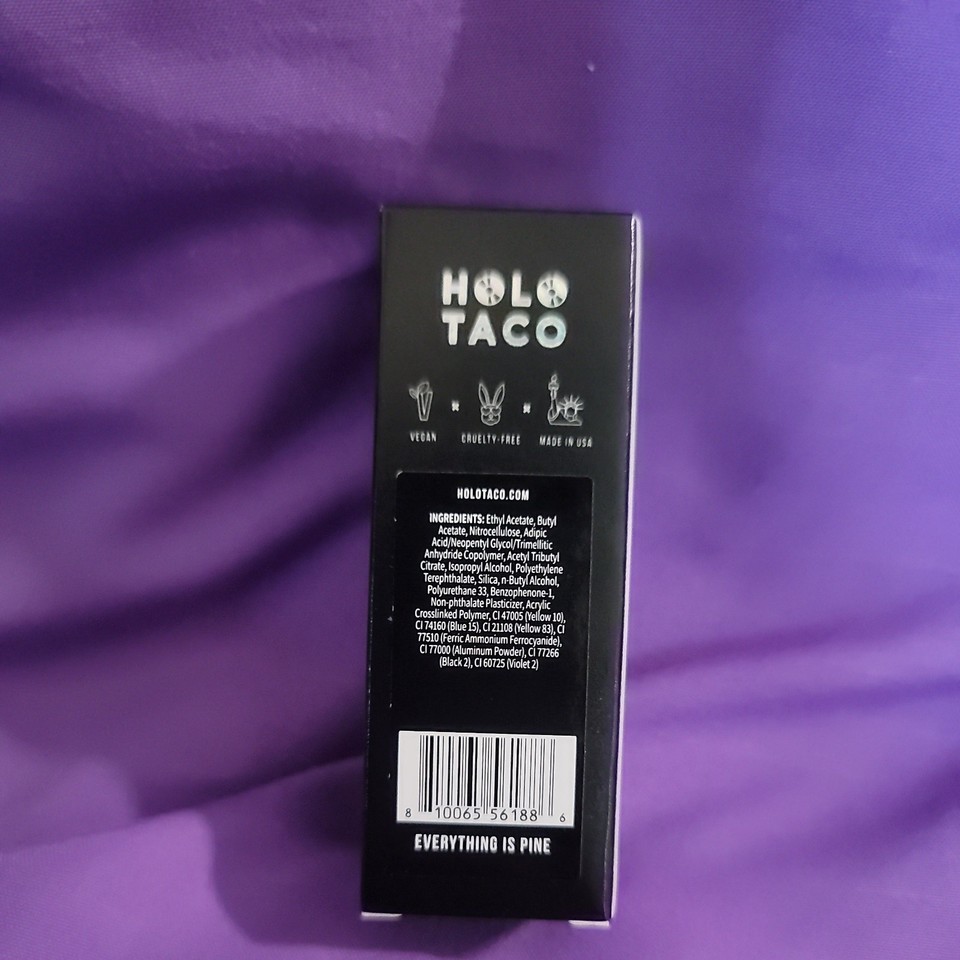 HOLO
TACO
VEGAN × CRUELTY-FREE × MADE IN USA
HOLOTACO.COM
INGREDIENTS: Ethyl Acetate, Butyl
Acetate, Nitrocellulose, Adipic
Acid/Neopentyl Glycol/Trimellitic
Anhydride Copolymer, Acetyl Tributyl
Citrate, Isopropyl Alcohol, Polyethylene
Terephthalate, Silica, n-Butyl Alcohol,
Polyurethane 33, Benzophenone-1,
Non-phthalate Plasticizer, Acrylic
Crosslinked Polymer, CI 47005 (Yellow 10),
CI 74160 (Blue 15), CI 21108 (Yellow 83), CI
77510 (Ferric Ammonium Ferrocyanide),
CI 77000 (Aluminum Powder), CI 77266
(Black 2), CI 60725 (Violet 2)
8 10065 56188 6
EVERYTHING IS PINE